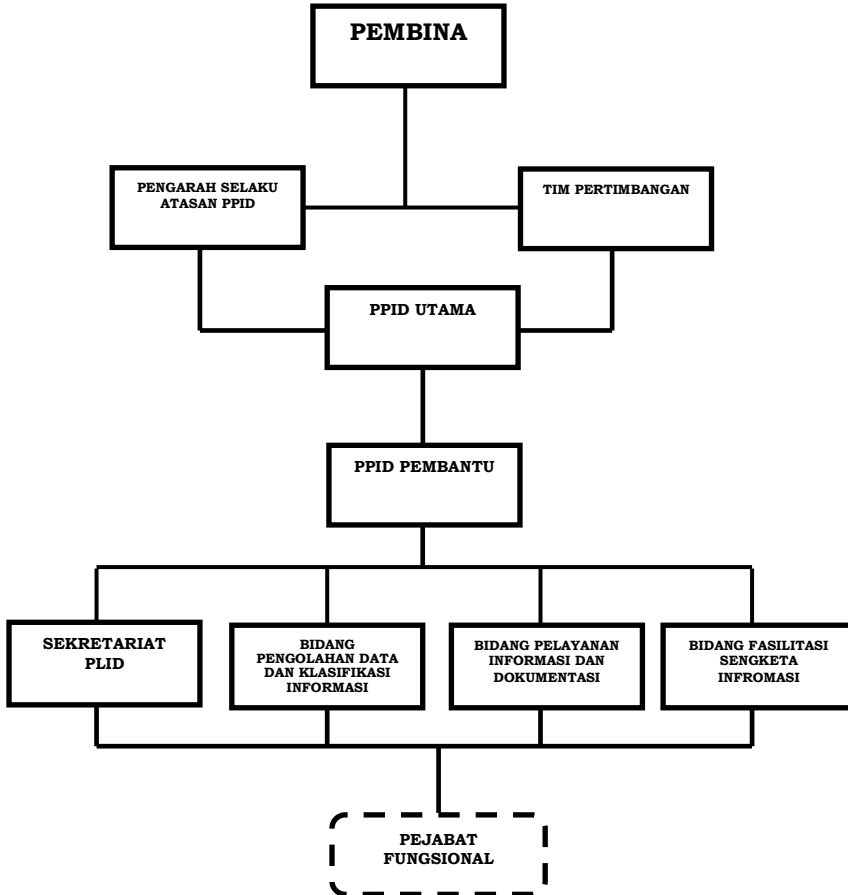 PEMBINA
PENGARAH SELAKU
ATASAN PPID
TIM PERTIMBANGAN
PPID UTAMA
PPID PEMBANTU
SEKRETARIAT
PLID
BIDANG
PENGOLAHAN DATA
DAN KLASIFIKASI
INFORMASI
BIDANG PELAYANAN
INFORMASI DAN
DOKUMENTASI
BIDANG FASILITASI
SENGKETA
INFROMASI
PEJABAT
FUNGSIONAL